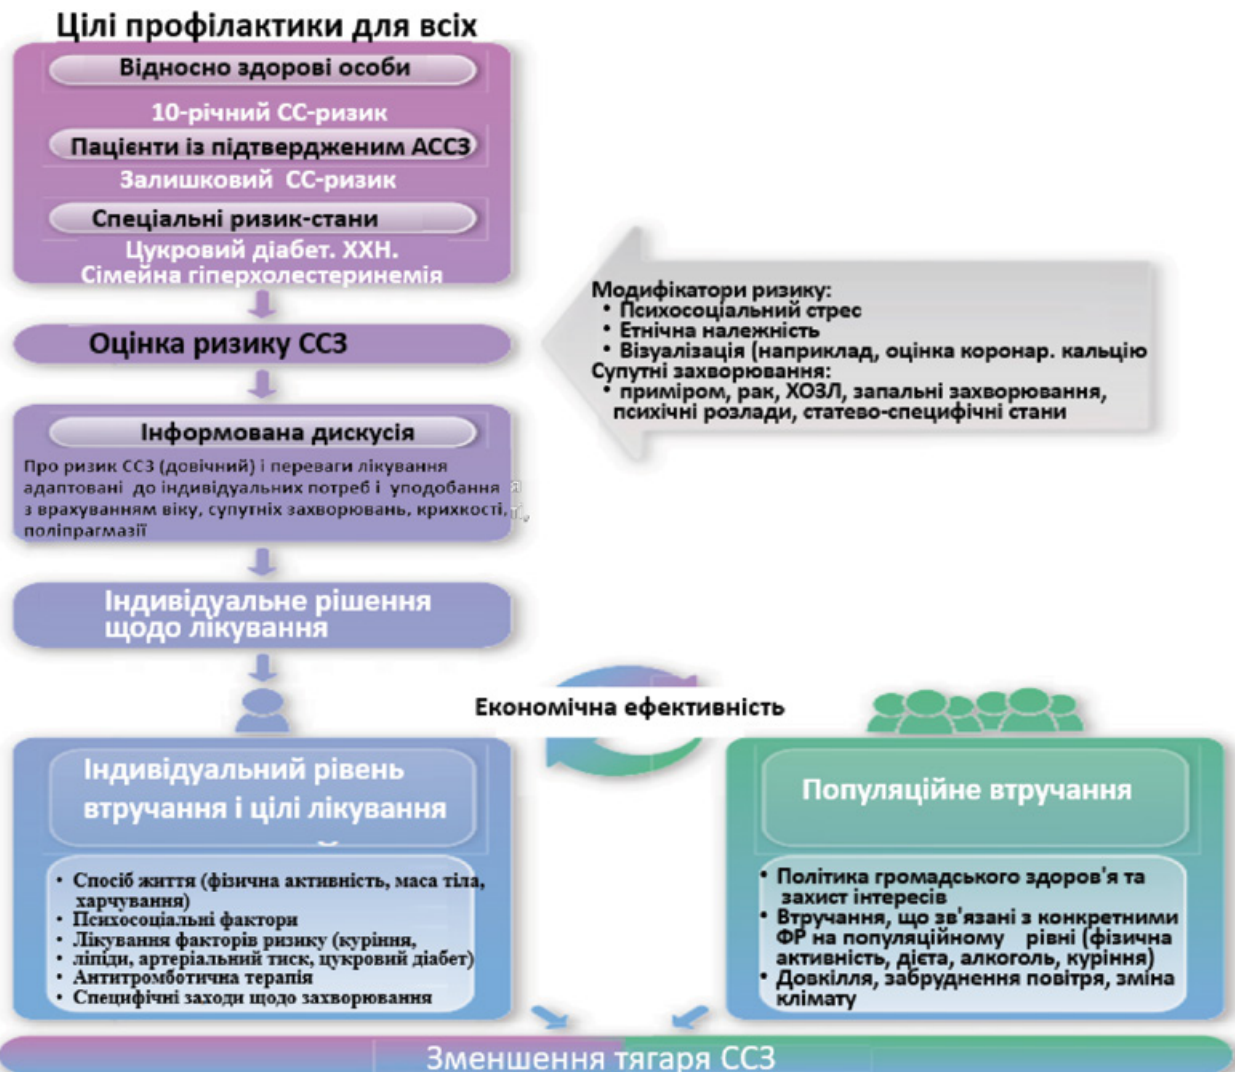 Цілі профілактики для всіх
Відносно здорові особи
10-річний СС-ризик
Пацієнти із підтвердженим АССЗ
Залишковий СС-ризик
Спеціальні ризик-стани
Цукровий діабет. ХХН.
Сімейна гіперхолестеринемія
Оцінка ризику ССЗ
Модифікатори ризику:
• Психосоціальний стрес
• Етнічна належність
• Візуалізація (наприклад, оцінка коронар. кальцію
Супутні захворювання:
• приміром, рак, ХОЗЛ, запальні захворювання,
психічні розлади, статево-специфічні стани
Інформована дискусія
Про ризик ССЗ (довічний) і переваги лікування
адаптовані до індивідуальних потреб і уподобання
з врахуванням віку, супутніх захворювань, крихкості,
поліпрагмазії
Індивідуальне рішення
щодо лікування
Економічна ефективність
Індивідуальний рівень
втручання і цілі лікування
• Спосіб життя (фізична активність, маса тіла,
харчування)
• Психосоціальні фактори
• Лікування факторів ризику (куріння,
• ліпіди, артеріальний тиск, цукровий діабет)
• Антитромботична терапія
• Специфічні заходи щодо захворювання
Популяційне втручання
• Політика громадського здоров'я та
захист інтересів
• Втручання, що зв'язані з конкретними
ФР на популяційному рівні (фізична
активність, дієта, алкоголь, куріння)
• Довкілля, забруднення повітря, зміна
клімату
Зменшення тягаря ССЗ